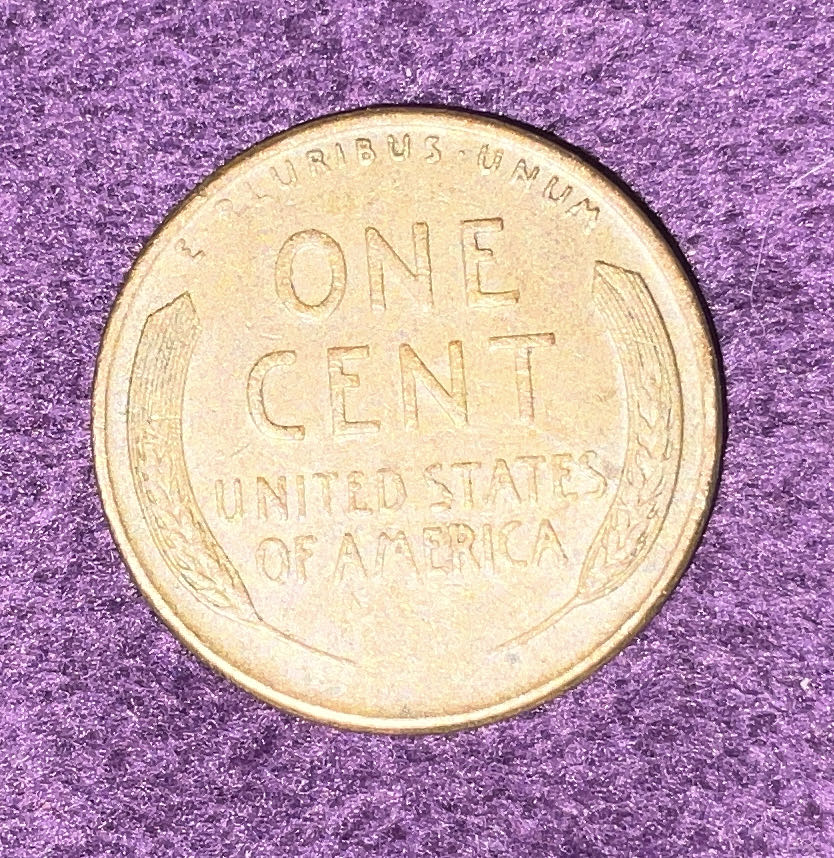 E PLURIBUS · UNUM
ONE
CENT
UNITED STATES
OF AMERICA